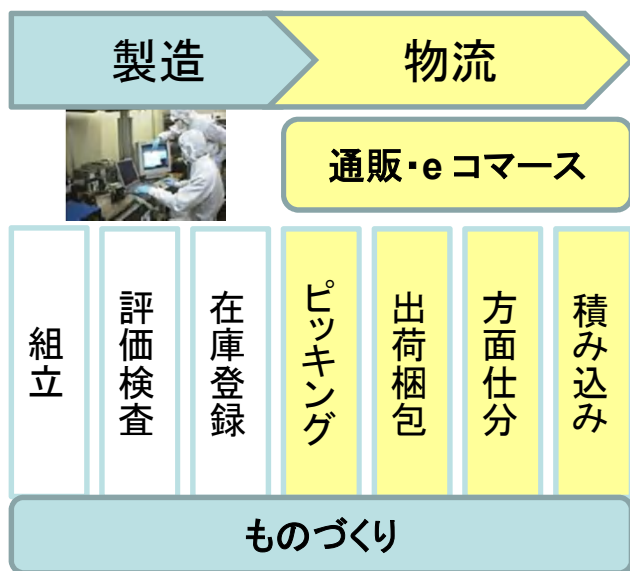 製造
物流
通販・eコマース
組立
評価検査
在庫登録
ピッキング
出荷梱包
方面仕分
積み込み
ものづくり